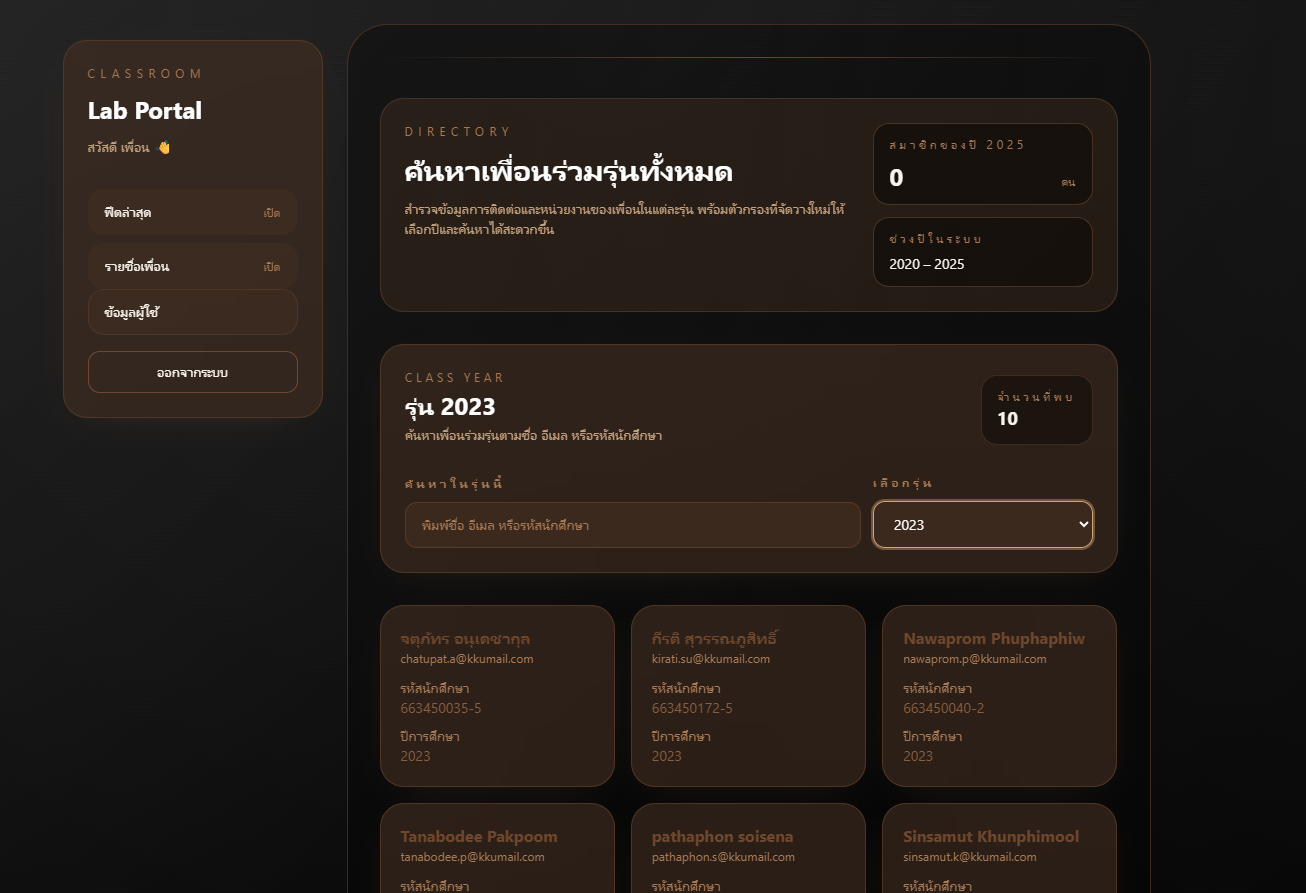 CLASSROOM
Lab Portal
สวัสดี เพื่อน 👋
ฟีดล่าสุด เปิด
รายชื่อเพื่อน เปิด
ข้อมูลผู้ใช้
ออกจากระบบ
DIRECTORY
ค้นหาเพื่อนร่วมรุ่นทั้งหมด
สำรวจข้อมูลการติดต่อและหน่วยงานของเพื่อนในแต่ละรุ่น พร้อมตัวกรองที่จัดวางใหม่ให้
เลือกปีและค้นหาได้สะดวกขึ้น
สมาชิกของปี 2025
0 คน
ช่วงปีในระบบ
2020 – 2025
CLASS YEAR
รุ่น 2023
ค้นหาเพื่อนร่วมรุ่นตามชื่อ อีเมล หรือรหัสนักศึกษา
จำนวนที่พบ
10
ค้นหาในรุ่นนี้
พิมพ์ชื่อ อีเมล หรือรหัสนักศึกษา
เลือกรุ่น
2023
จตุภัทร อนุเดชากุล
chatupat.a@kkumail.com
รหัสนักศึกษา
663450035-5
ปีการศึกษา
2023
กีรติ สุวรรณภูสิทธิ์
kirati.su@kkumail.com
รหัสนักศึกษา
663450172-5
ปีการศึกษา
2023
Nawaprom Phuphaphiw
nawaprom.p@kkumail.com
รหัสนักศึกษา
663450040-2
ปีการศึกษา
2023
Tanabodee Pakpoom
tanabodee.p@kkumail.com
รหัสนักศึกษา
pathaphon soisena
pathaphon.s@kkumail.com
รหัสนักศึกษา
Sinsamut Khunphimool
sinsamut.k@kkumail.com
รหัสนักศึกษา